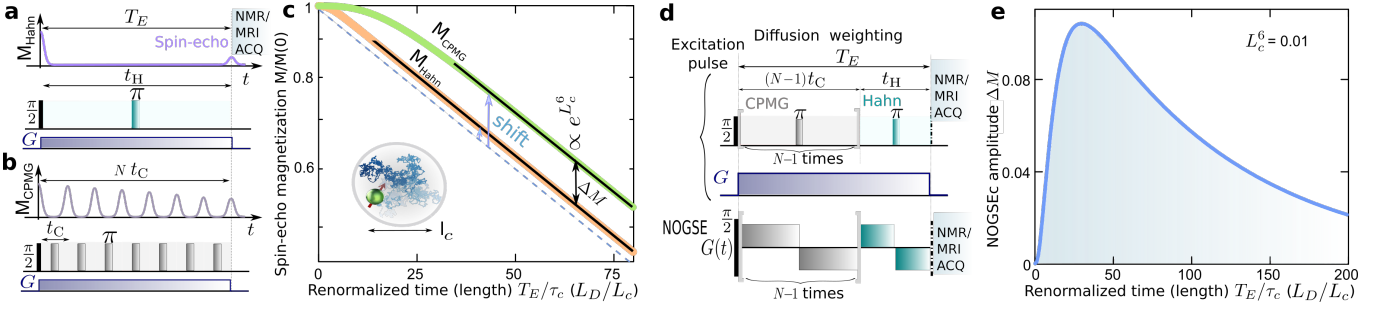 a
T_E
NMR/
MRI
ACQ
Spin-echo
M_Hahn
t
t_H
π
π/2
G
b
N t_C
M_CPMG
t
t_C
π
π/2
G
c
Spin-echo magnetization M/M(0)
1
0.8
0.6
M_CPMG
M_Hahn
shift
∝ e^{L_c^6}
ΔM
l_c
0 25 50 75
Renormalized time (length) T_E/τ_c (L_D/L_c)
d
Excitation
pulse
Diffusion weighting
T_E
(N−1)t_C
t_H
NMR/
MRI
ACQ
CPMG
Hahn
π
π
π/2
N−1 times
G
NOGSE
π/2
G(t)
NMR/
MRI
ACQ
N−1 times
e
NOGSEc amplitude ΔM
0.08
0.04
0
L_c^6 = 0.01
0 50 100 150 200
Renormalized time (length) T_E/τ_c (L_D/L_c)